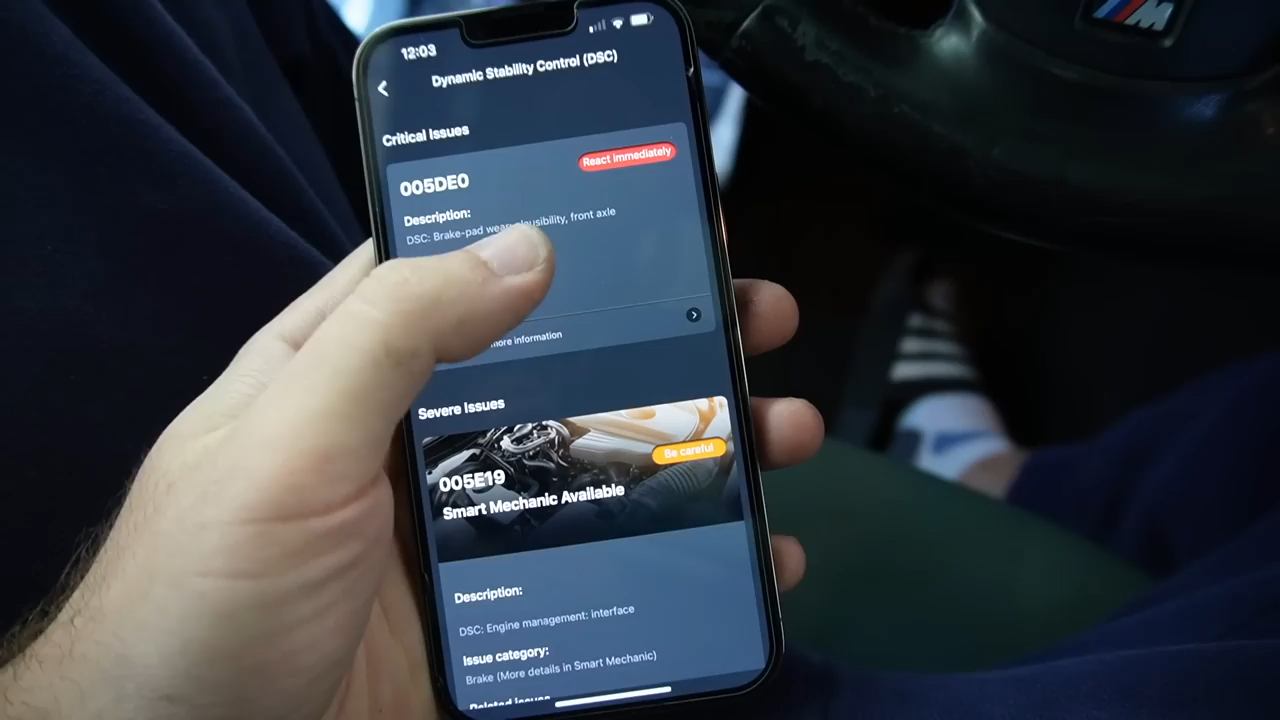 12:03
Dynamic Stability Control (DSC)
Critical Issues
React immediately
005DE0
Description:
DSC: Brake-pad wear plausibility, front axle
more information
Severe Issues
Be careful
005E19
Smart Mechanic Available
Description:
DSC: Engine management: interface
Issue category:
Brake (More details in Smart Mechanic)
Related issues
M